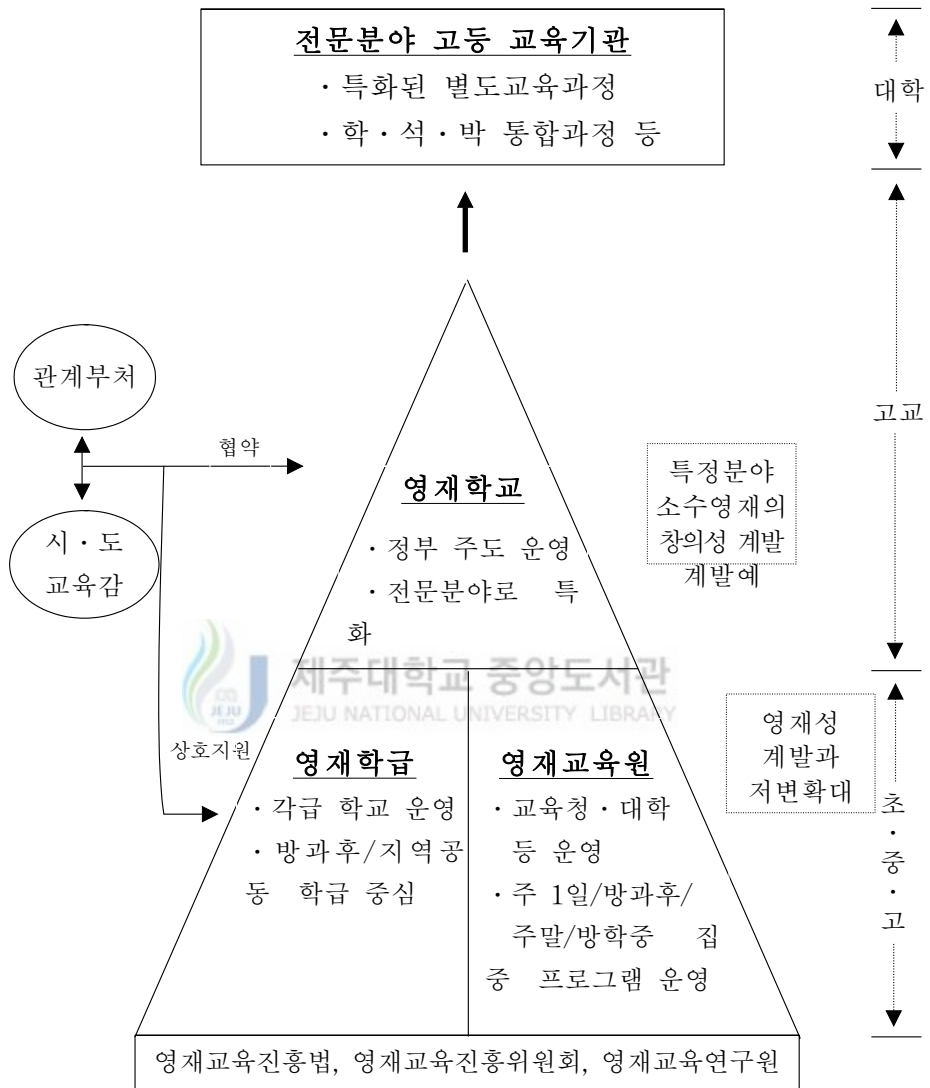 전문분야 고등 교육기관
· 특화된 별도교육과정
· 학 · 석 · 박 통합과정 등
대학
관계부처
협약
시 · 도
교육감
상호지원
영재학교
· 정부 주도 운영
· 전문분야로 특
화
특정분야
소수영재의
창의성 계발
계발예
고교
제주대학교 중앙도서관
JEJU NATIONAL UNIVERSITY LIBRARY
JEJU
영재학급
· 각급 학교 운영
· 방과후/지역공
동 학급 중심
영재교육원
· 교육청 · 대학
등 운영
· 주 1일/방과후/
주말/방학중 집
중 프로그램 운영
영재성
계발과
저변확대
초
·
중
·
고
영재교육진흥법, 영재교육진흥위원회, 영재교육연구원